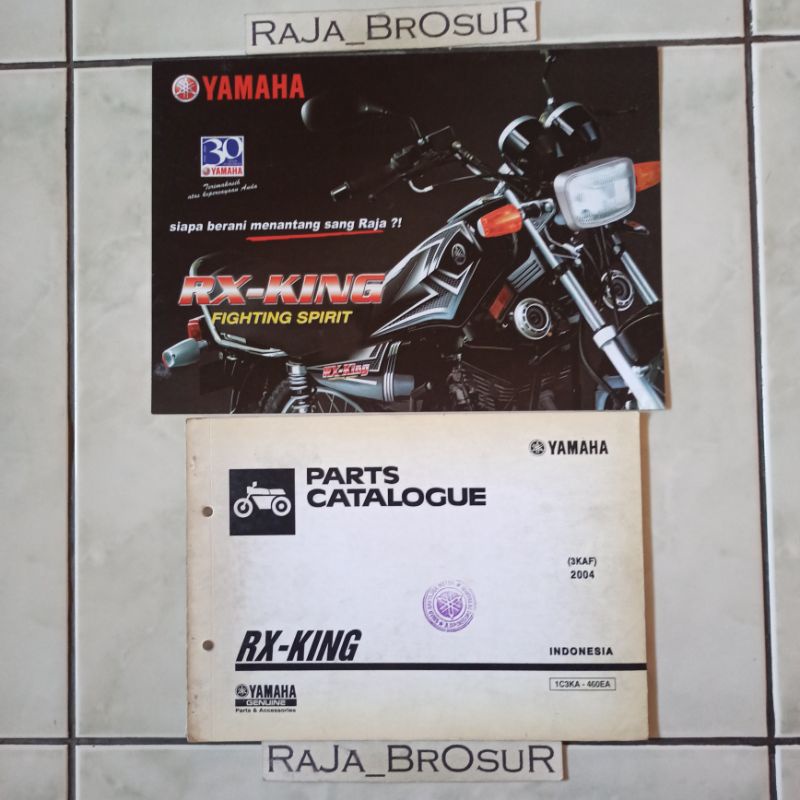 RAJA_BROSUR
YAMAHA
30
YAMAHA
Terimakasih
atas kepercayaan Anda
siapa berani menantang sang Raja ?!
RX-KING
FIGHTING SPIRIT
RX-King
YAMAHA
PARTS
CATALOGUE
(3KAF)
2004
RX-KING
INDONESIA
YAMAHA
GENUINE
Parts & Accessories
1C3KA - 460EA
RAJA_BROSUR